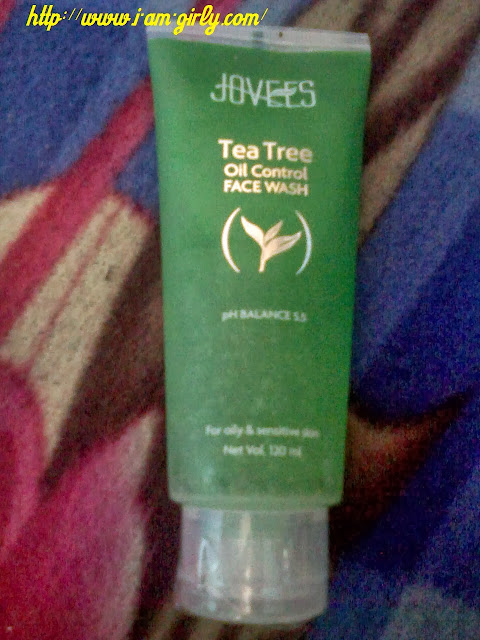 http://www.i-am-girly.com/
JOVEES
Tea Tree
Oil Control
FACE WASH
pH BALANCE 5.5
For oily & sensitive skin
Net Vol. 120 ml